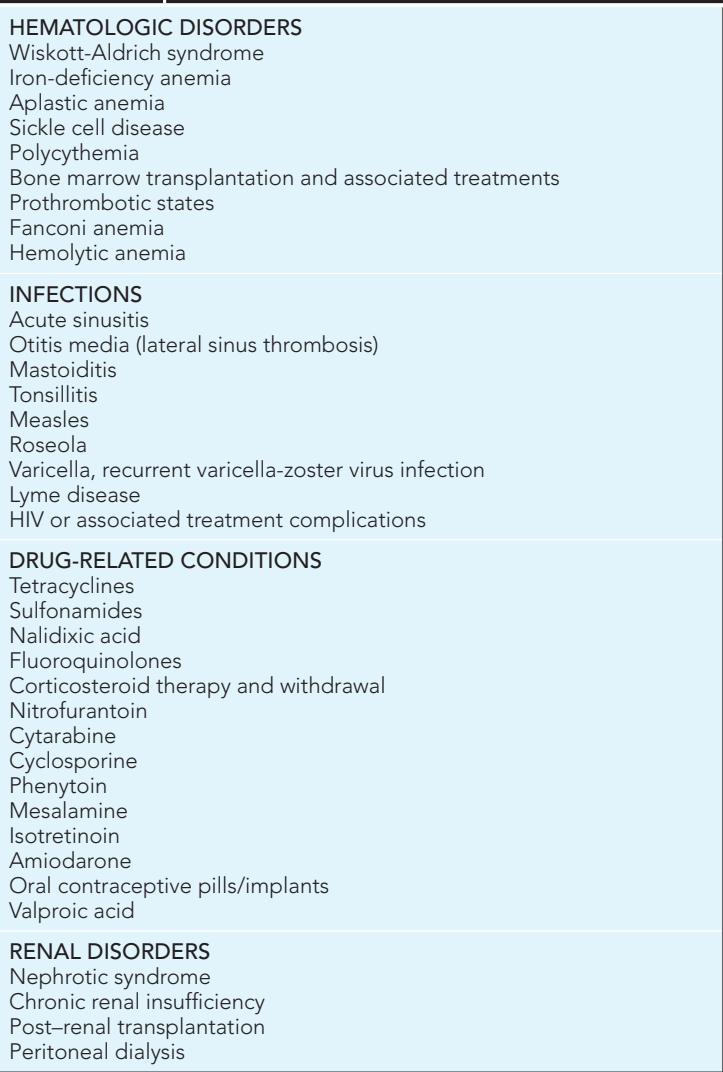 HEMATOLOGIC DISORDERS
Wiskott-Aldrich syndrome
Iron-deficiency anemia
Aplastic anemia
Sickle cell disease
Polycythemia
Bone marrow transplantation and associated treatments
Prothrombotic states
Fanconi anemia
Hemolytic anemia
INFECTIONS
Acute sinusitis
Otitis media (lateral sinus thrombosis)
Mastoiditis
Tonsillitis
Measles
Roseola
Varicella, recurrent varicella-zoster virus infection
Lyme disease
HIV or associated treatment complications
DRUG-RELATED CONDITIONS
Tetracyclines
Sulfonamides
Nalidixic acid
Fluoroquinolones
Corticosteroid therapy and withdrawal
Nitrofurantoin
Cytarabine
Cyclosporine
Phenytoin
Mesalamine
Isotretinoin
Amiodarone
Oral contraceptive pills/implants
Valproic acid
RENAL DISORDERS
Nephrotic syndrome
Chronic renal insufficiency
Post–renal transplantation
Peritoneal dialysis